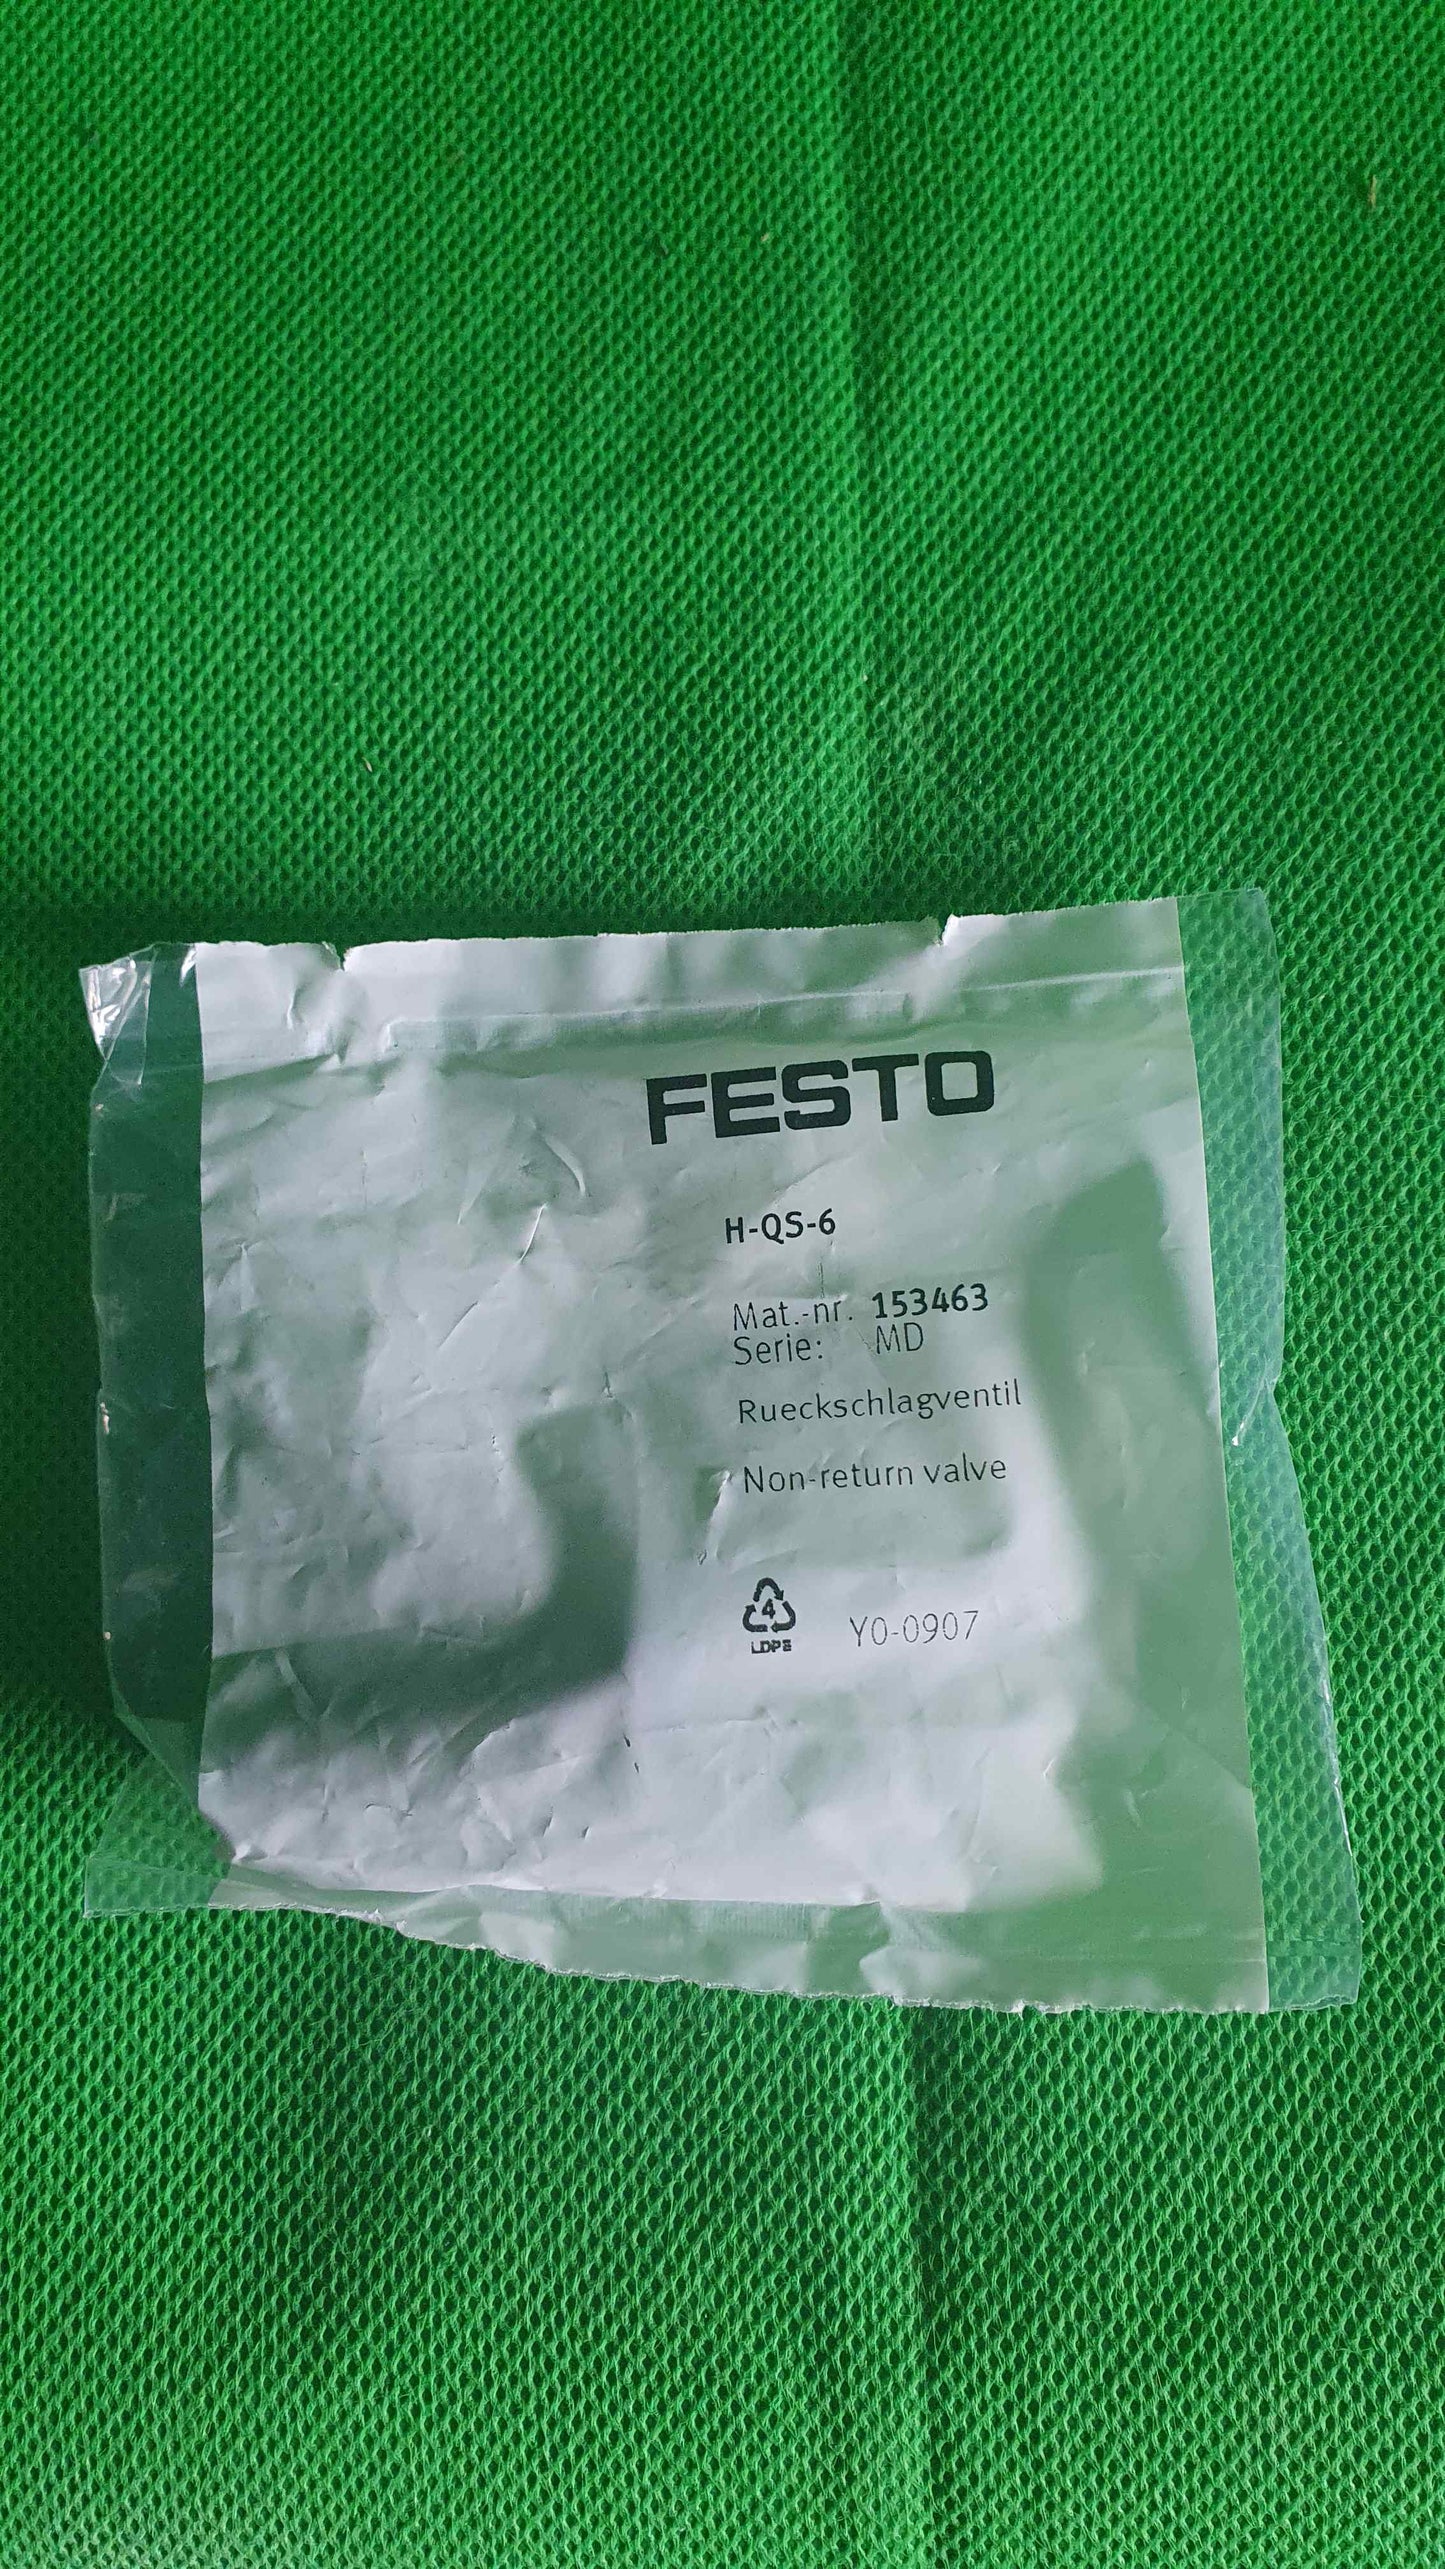 FESTO
H-QS-6
Mat.-nr. 153463
Serie: MD
Rueckschlagventil
Non-return valve
4
LDPE
Y0-0907